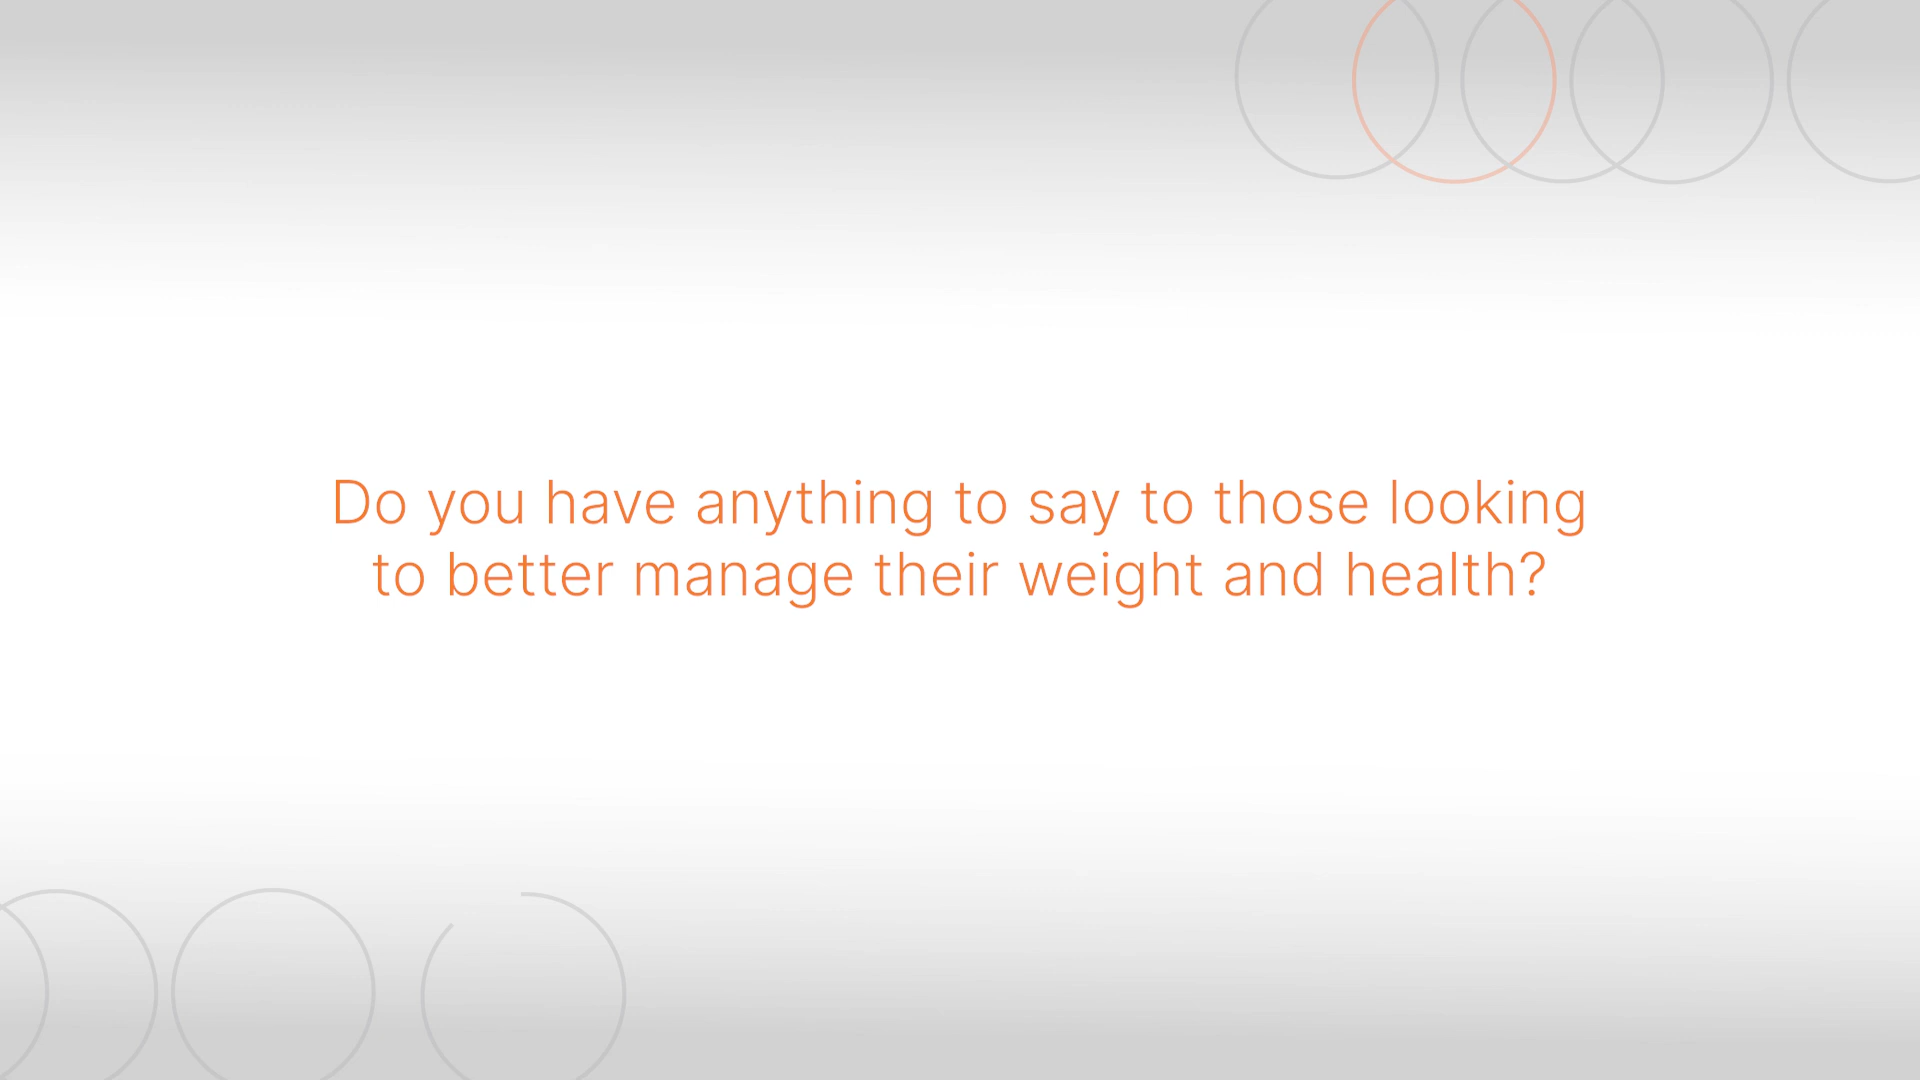 Do you have anything to say to those looking
to better manage their weight and health?